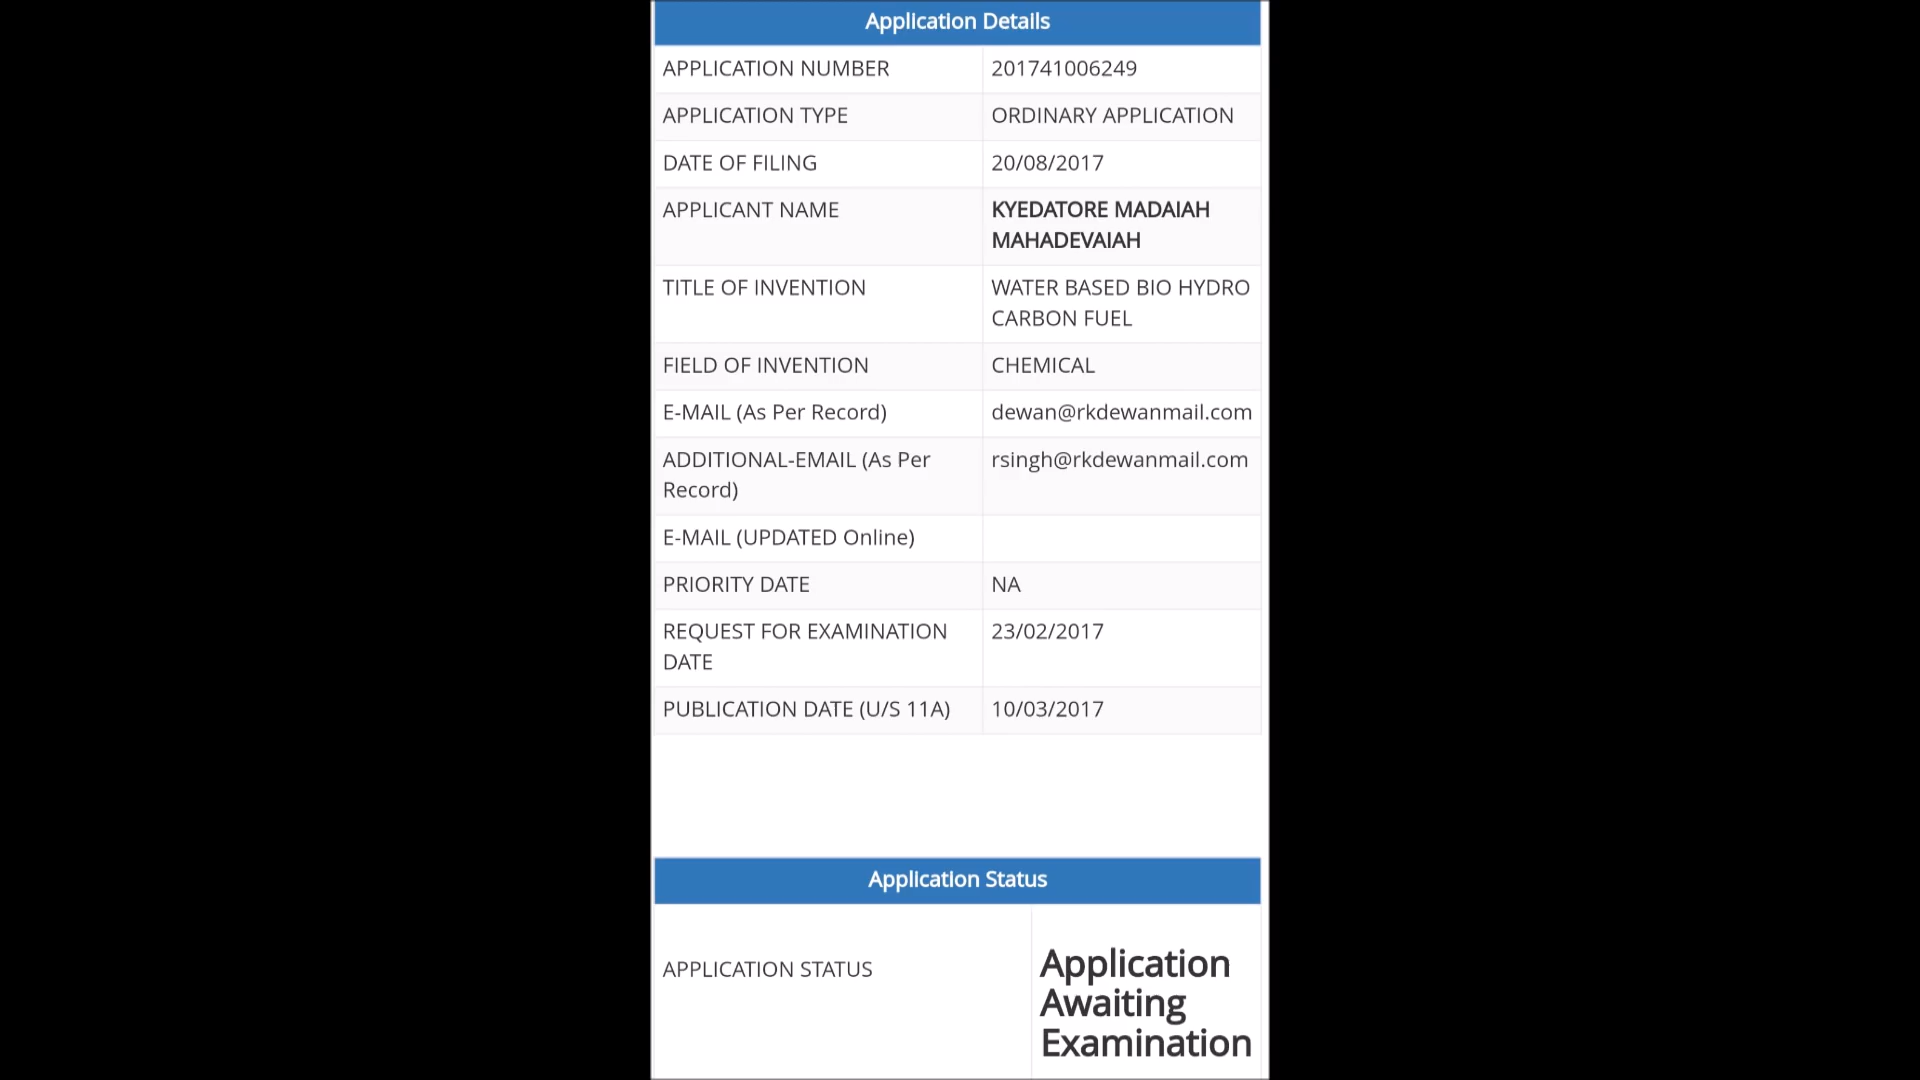 Application Details
APPLICATION NUMBER 201741006249
APPLICATION TYPE ORDINARY APPLICATION
DATE OF FILING 20/08/2017
APPLICANT NAME KYEDATORE MADAIAH
MAHADEVAIAH
TITLE OF INVENTION WATER BASED BIO HYDRO
CARBON FUEL
FIELD OF INVENTION CHEMICAL
E-MAIL (As Per Record) dewan@rkdewanmail.com
ADDITIONAL-EMAIL (As Per rsingh@rkdewanmail.com
Record)
E-MAIL (UPDATED Online)
PRIORITY DATE NA
REQUEST FOR EXAMINATION 23/02/2017
DATE
PUBLICATION DATE (U/S 11A) 10/03/2017
Application Status
APPLICATION STATUS Application
Awaiting
Examination